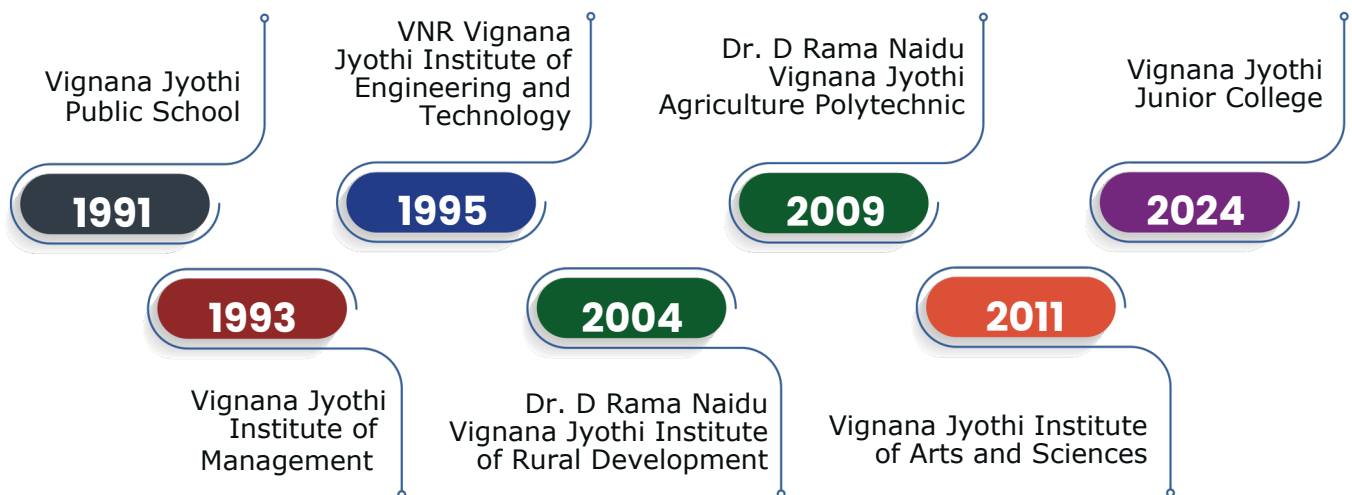 Vignana Jyothi
Public School
1991
1993
Vignana Jyothi
Institute of
Management
VNR Vignana
Jyothi Institute of
Engineering and
Technology
1995
2004
Dr. D Rama Naidu
Vignana Jyothi Institute
of Rural Development
Dr. D Rama Naidu
Vignana Jyothi
Agriculture Polytechnic
2009
2011
Vignana Jyothi Institute
of Arts and Sciences
Vignana Jyothi
Junior College
2024